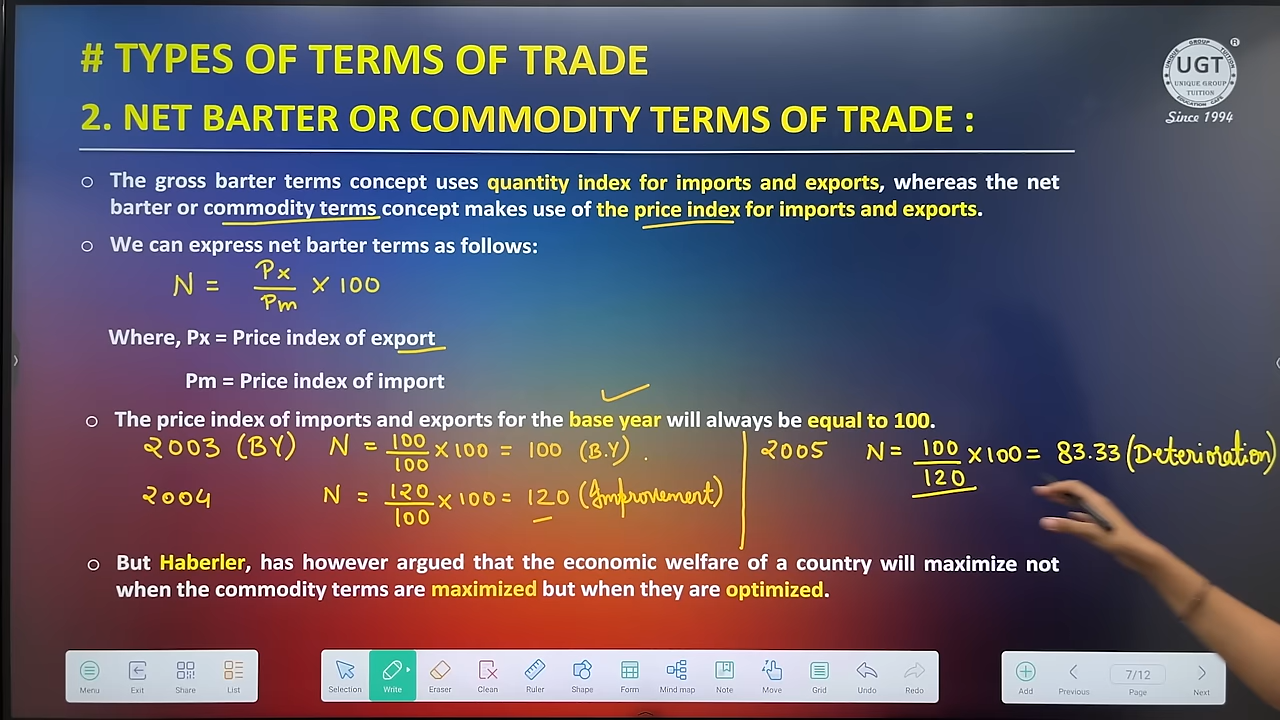 # TYPES OF TERMS OF TRADE
2. NET BARTER OR COMMODITY TERMS OF TRADE :
UNIQUE GROUP TUITION
®
UGT
UNIQUE GROUP
TUITION
EDUCATION CAFE
Since 1994
○ The gross barter terms concept uses quantity index for imports and exports, whereas the net
barter or commodity terms concept makes use of the price index for imports and exports.
○ We can express net barter terms as follows:
N = Px / Pm × 100
Where, Px = Price index of export
Pm = Price index of import
○ The price index of imports and exports for the base year will always be equal to 100.
2003 (BY) N = 100/100 × 100 = 100 (B.Y) .
2004 N = 120/100 × 100 = 120 (Improvement)
2005 N = 100/120 × 100 = 83.33 (Deterioration)
○ But Haberler, has however argued that the economic welfare of a country will maximize not
when the commodity terms are maximized but when they are optimized.
Menu Exit Share List Selection Write Eraser Clean Ruler Shape Form Mind map Note Move Grid Undo Redo Add Previous 7/12 Page Next